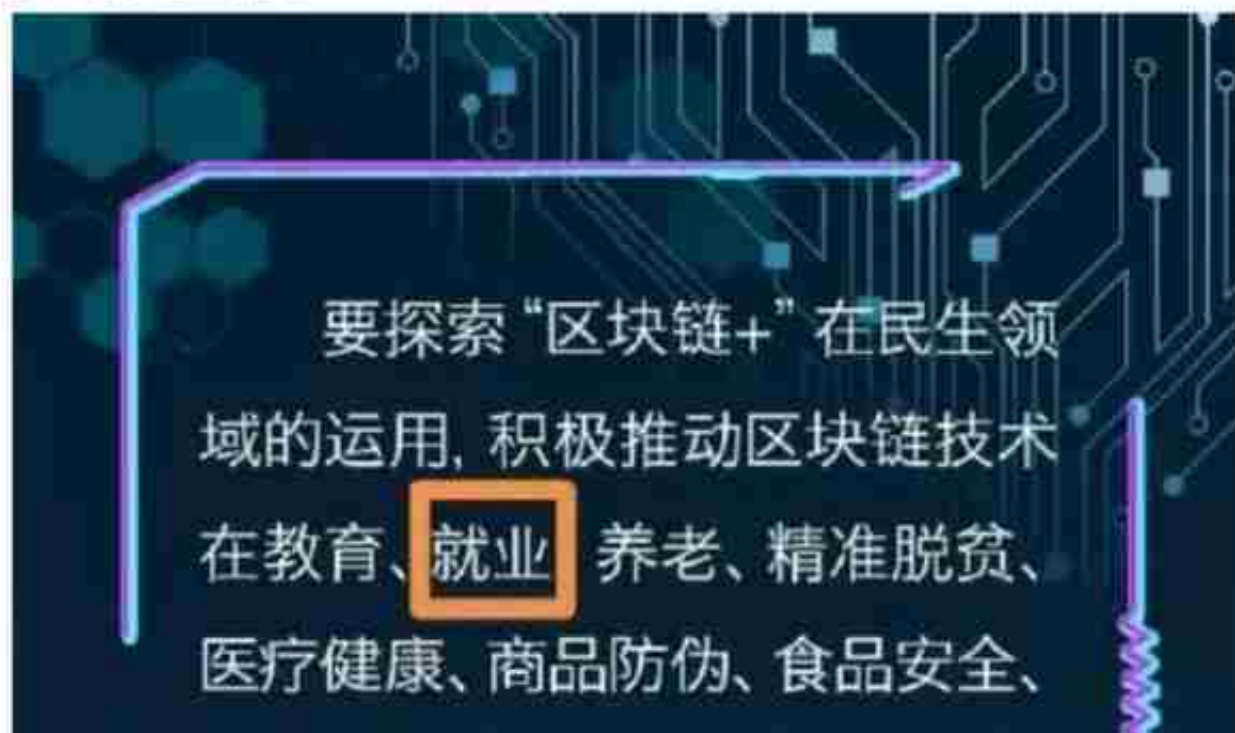 要探索“区块链+”在民生领
域的运用,积极推动区块链技术
在教育、就业 养老、精准脱贫、
医疗健康、商品防伪、食品安全、